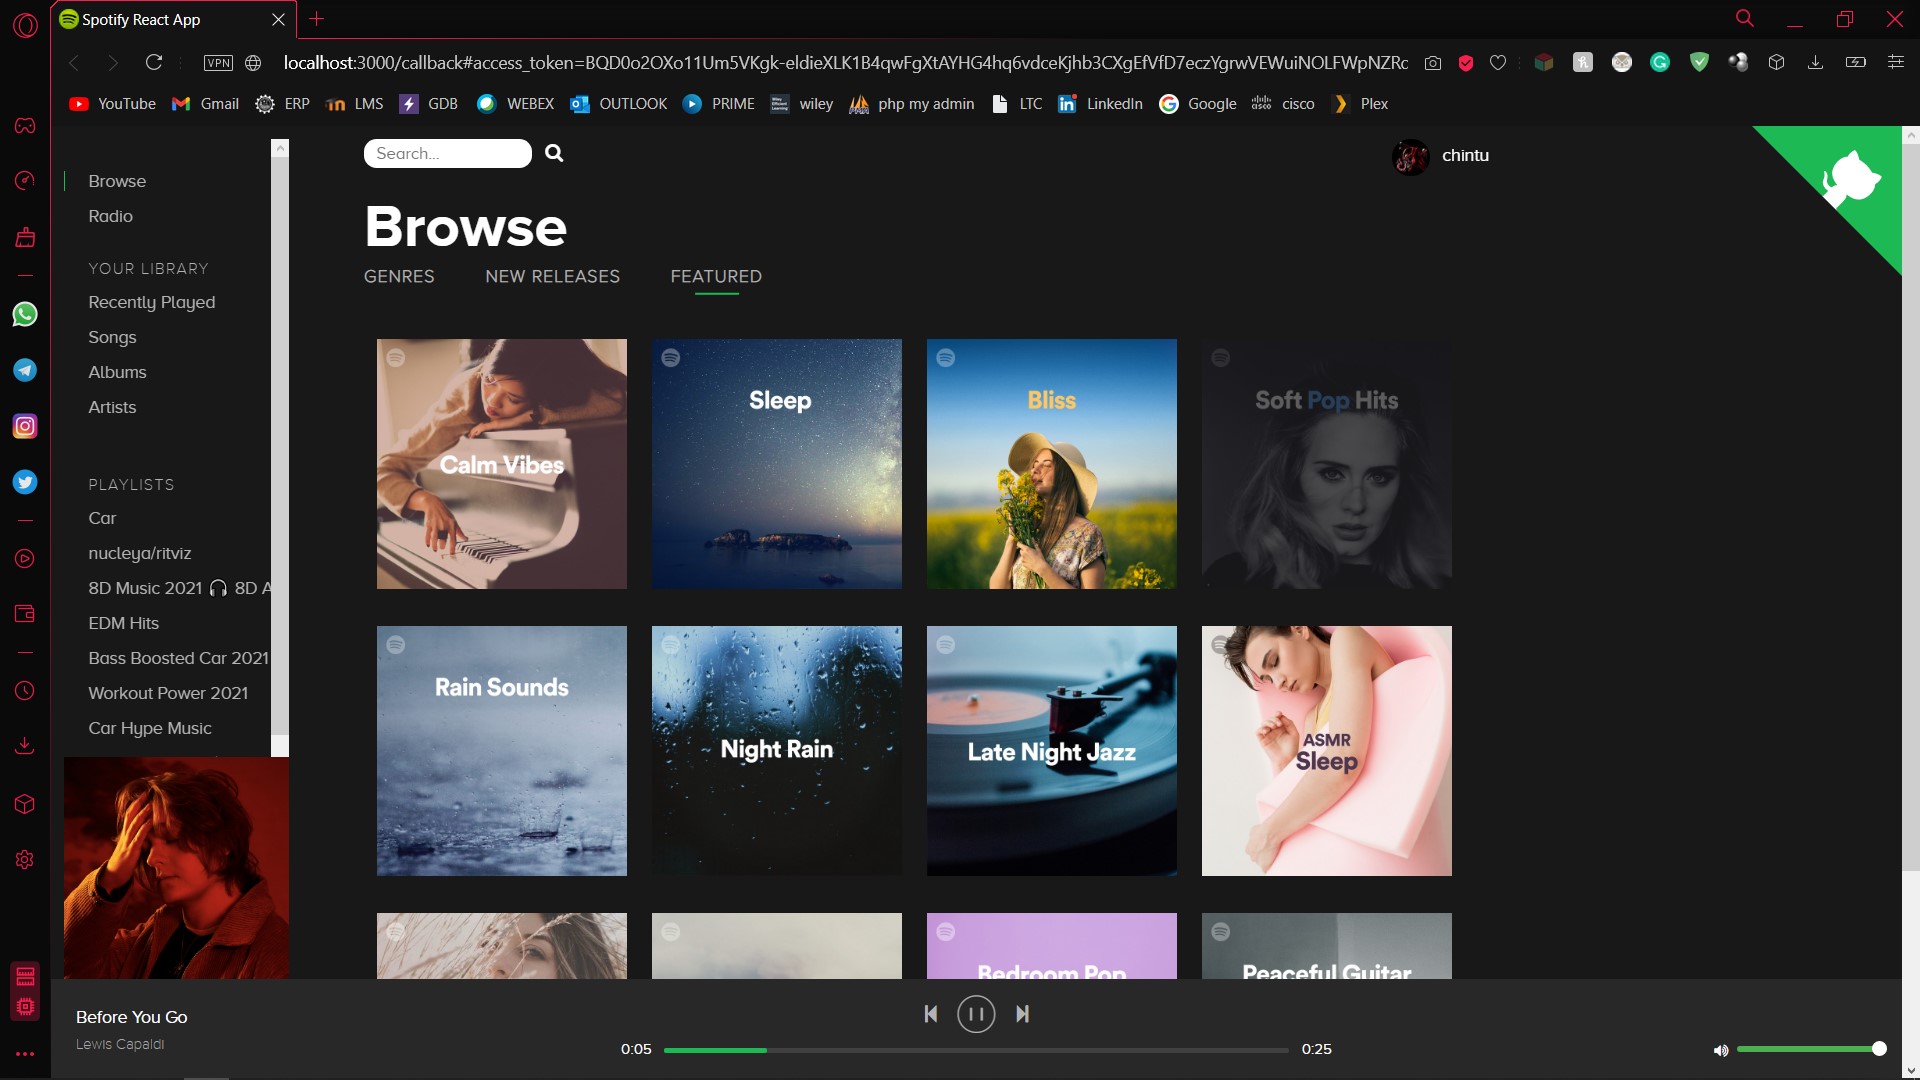 Spotify React App
VPN
localhost:3000/callback#access_token=BQD0o2OXo11Um5VKgk-eldieXLK1B4qwFgXtAYHG4hq6vdceKjhb3CXgEfVfD7eczYgrwVEWuiNOLFWpNZRc
YouTube Gmail ERP LMS GDB WEBEX OUTLOOK PRIME wiley php my admin LTC LinkedIn Google cisco Plex
Search...
chintu
Browse
Radio
YOUR LIBRARY
Recently Played
Songs
Albums
Artists
PLAYLISTS
Car
nucleya/ritviz
8D Music 2021 🎧 8D A
EDM Hits
Bass Boosted Car 2021
Workout Power 2021
Car Hype Music
Browse
GENRES NEW RELEASES FEATURED
Calm Vibes
Sleep
Bliss
Soft Pop Hits
Rain Sounds
Night Rain
Late Night Jazz
ASMR
Sleep
Bedroom Pop
Peaceful Guitar
Before You Go
Lewis Capaldi
0:05
0:25